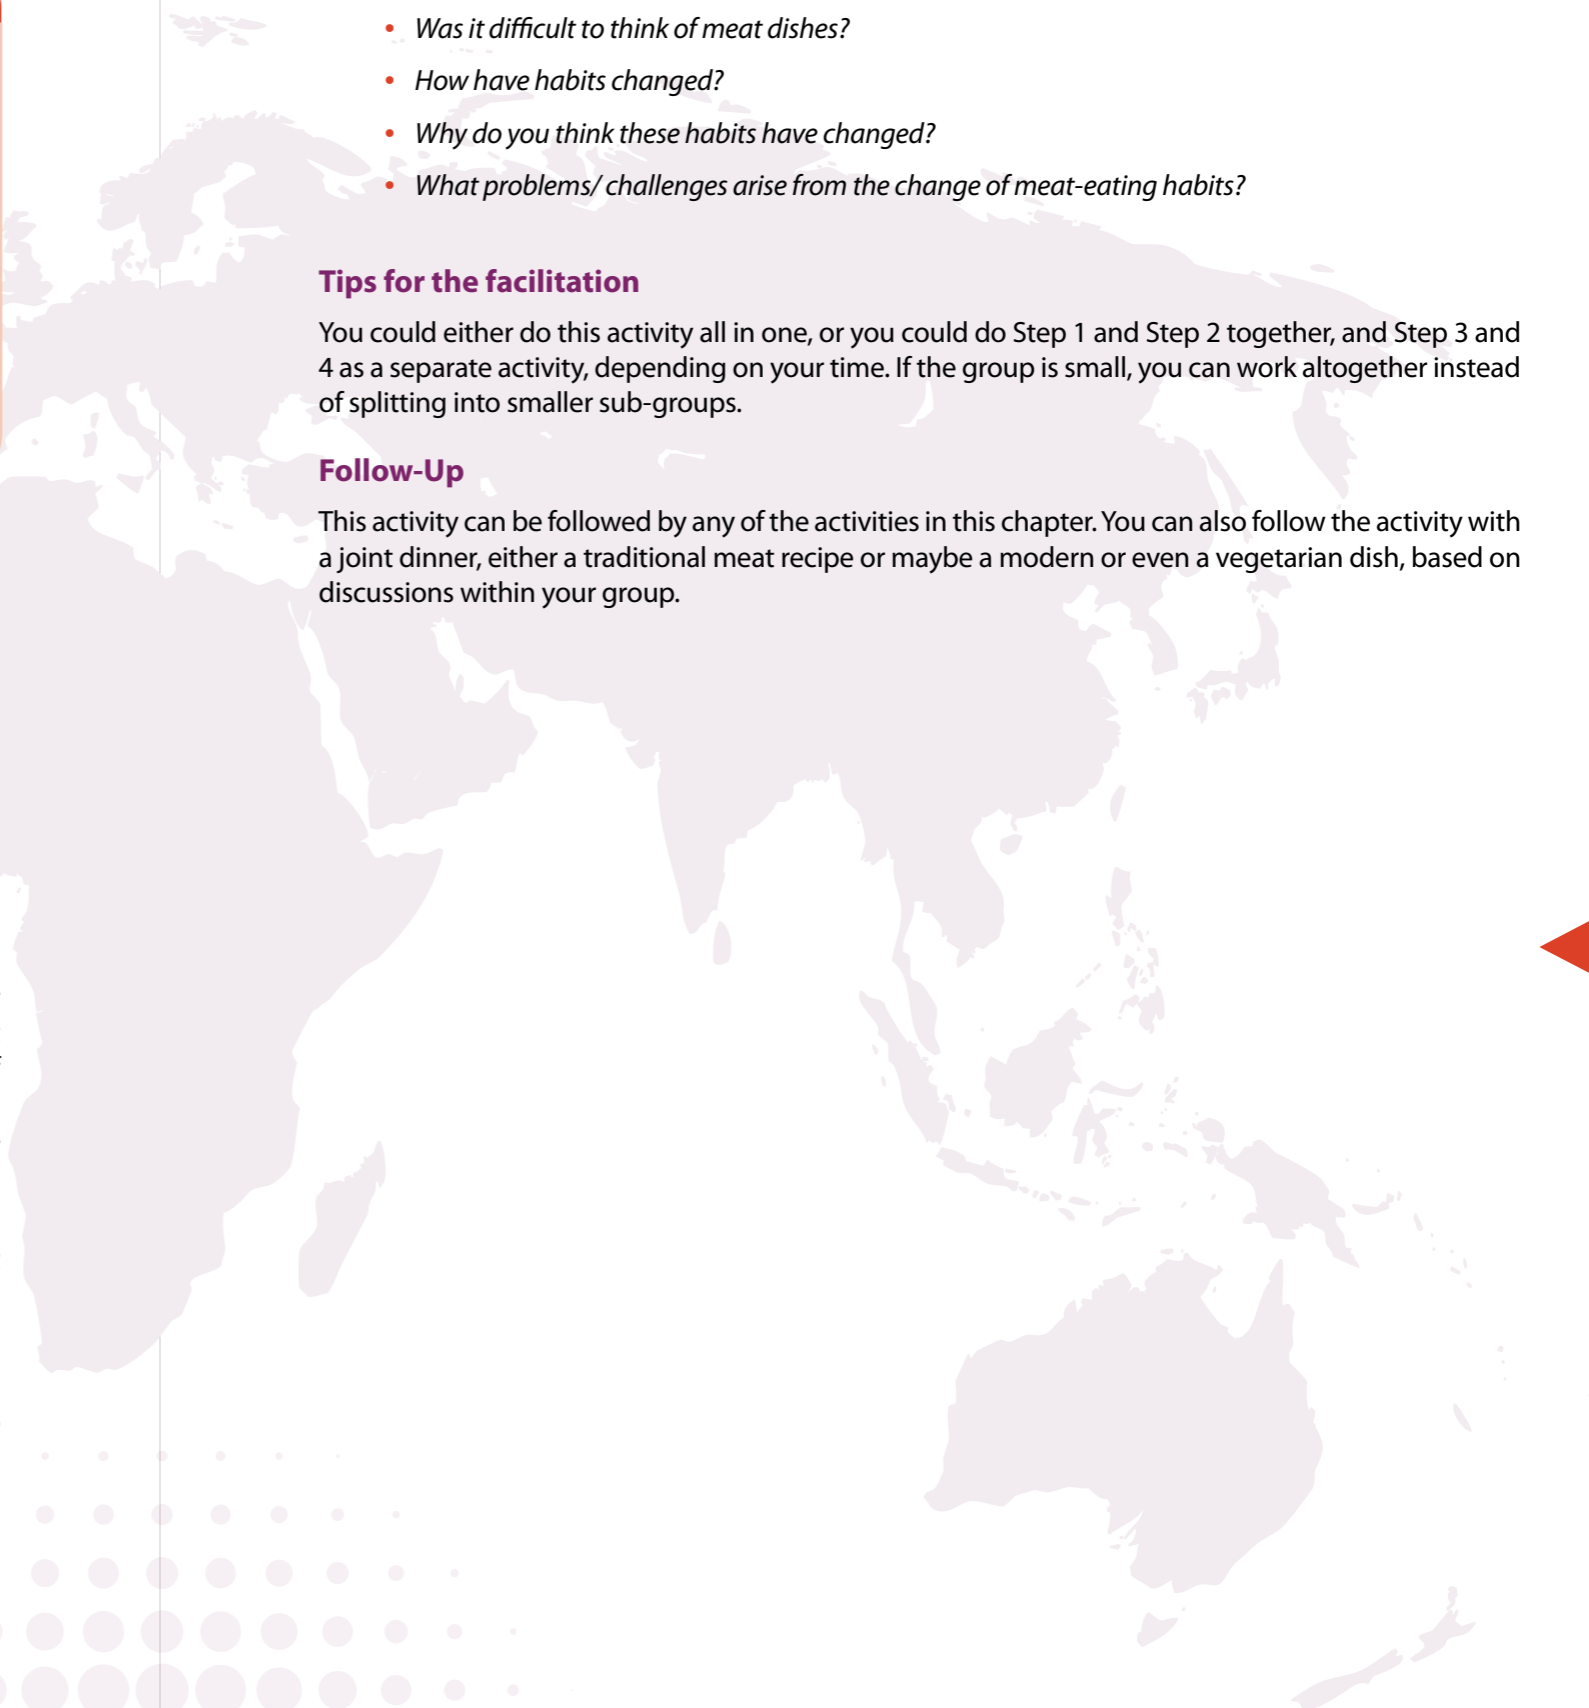 • Was it difficult to think of meat dishes?
• How have habits changed?
• Why do you think these habits have changed?
• What problems/ challenges arise from the change of meat-eating habits?
Tips for the facilitation
You could either do this activity all in one, or you could do Step 1 and Step 2 together, and Step 3 and
4 as a separate activity, depending on your time. If the group is small, you can work altogether instead
of splitting into smaller sub-groups.
Follow-Up
This activity can be followed by any of the activities in this chapter. You can also follow the activity with
a joint dinner, either a traditional meat recipe or maybe a modern or even a vegetarian dish, based on
discussions within your group.